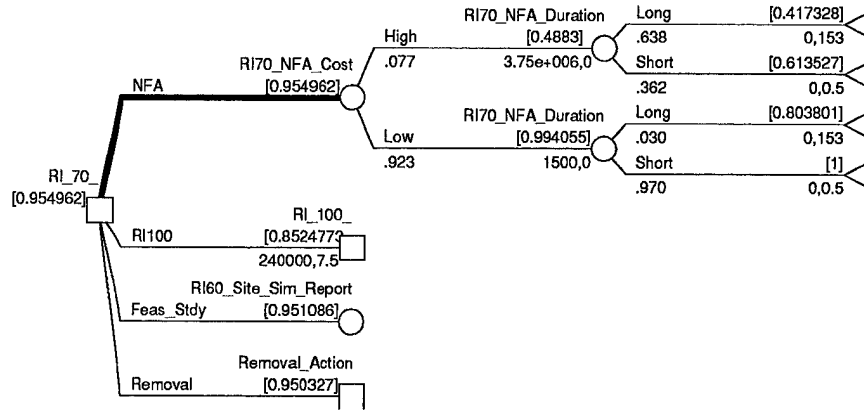 RI70_NFA_Duration
Long [0.417328]
High [0.4883]
.638 0,153
RI70_NFA_Cost
.077 3.75e+006,0
Short [0.613527]
NFA [0.954962]
.362 0,0.5
RI70_NFA_Duration
Long [0.803801]
Low [0.994055]
.030 0,153
.923 1500,0
Short [1]
RI_70_
.970 0,0.5
[0.954962]
RI_100_
RI100 [0.8524773
240000,7.5
RI60_Site_Sim_Report
Feas_Stdy [0.951086]
Removal_Action
Removal [0.950327]